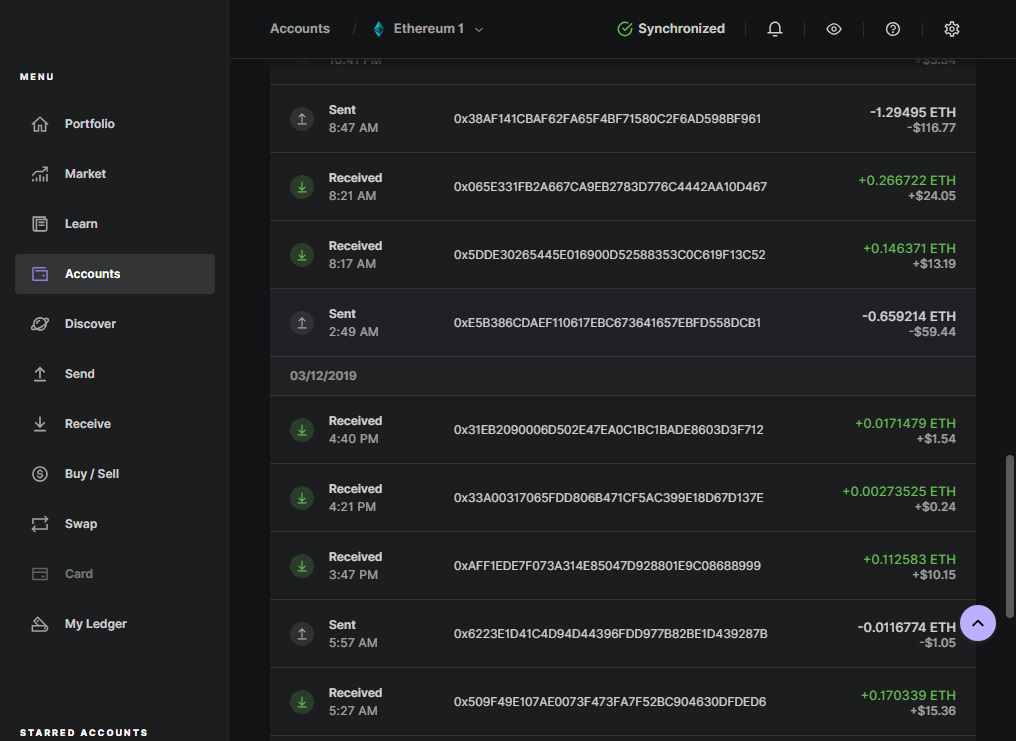 Accounts / Ethereum 1
Synchronized
MENU
Portfolio
Market
Learn
Accounts
Discover
Send
Receive
Buy / Sell
Swap
Card
My Ledger
STARRED ACCOUNTS
10:41 PM
+$3.34
Sent
8:47 AM
0x38AF141CBAF62FA65F4BF71580C2F6AD598BF961
-1.29495 ETH
-$116.77
Received
8:21 AM
0x065E331FB2A667CA9EB2783D776C4442AA10D467
+0.266722 ETH
+$24.05
Received
8:17 AM
0x5DDE30265445E016900D52588353C0C619F13C52
+0.146371 ETH
+$13.19
Sent
2:49 AM
0xE5B386CDAEF110617EBC673641657EBFD558DCB1
-0.659214 ETH
-$59.44
03/12/2019
Received
4:40 PM
0x31EB2090006D502E47EA0C1BC1BADE8603D3F712
+0.0171479 ETH
+$1.54
Received
4:21 PM
0x33A00317065FDD806B471CF5AC399E18D67D137E
+0.00273525 ETH
+$0.24
Received
3:47 PM
0xAFF1EDE7F073A314E85047D928801E9C08688999
+0.112583 ETH
+$10.15
Sent
5:57 AM
0x6223E1D41C4D94D44396FDD977B82BE1D439287B
-0.0116774 ETH
-$1.05
Received
5:27 AM
0x509F49E107AE0073F473FA7F52BC904630DFDED6
+0.170339 ETH
+$15.36